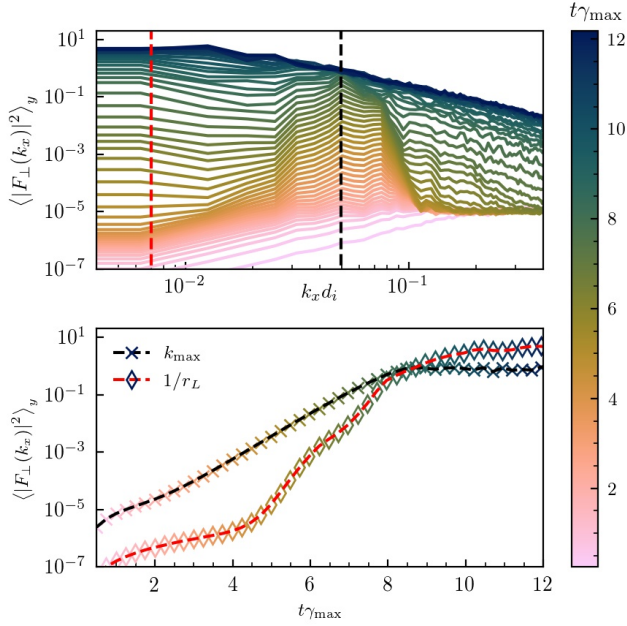 tγmax
10¹
10⁻¹
10⁻³
10⁻⁵
10⁻⁷
⟨|F⊥(kx)|²⟩y
10⁻²
kxdi
10⁻¹
12
10
8
6
4
2
kmax
1/rL
10¹
10⁻¹
10⁻³
10⁻⁵
10⁻⁷
⟨|F⊥(kx)|²⟩y
2 4 6 8 10 12
tγmax